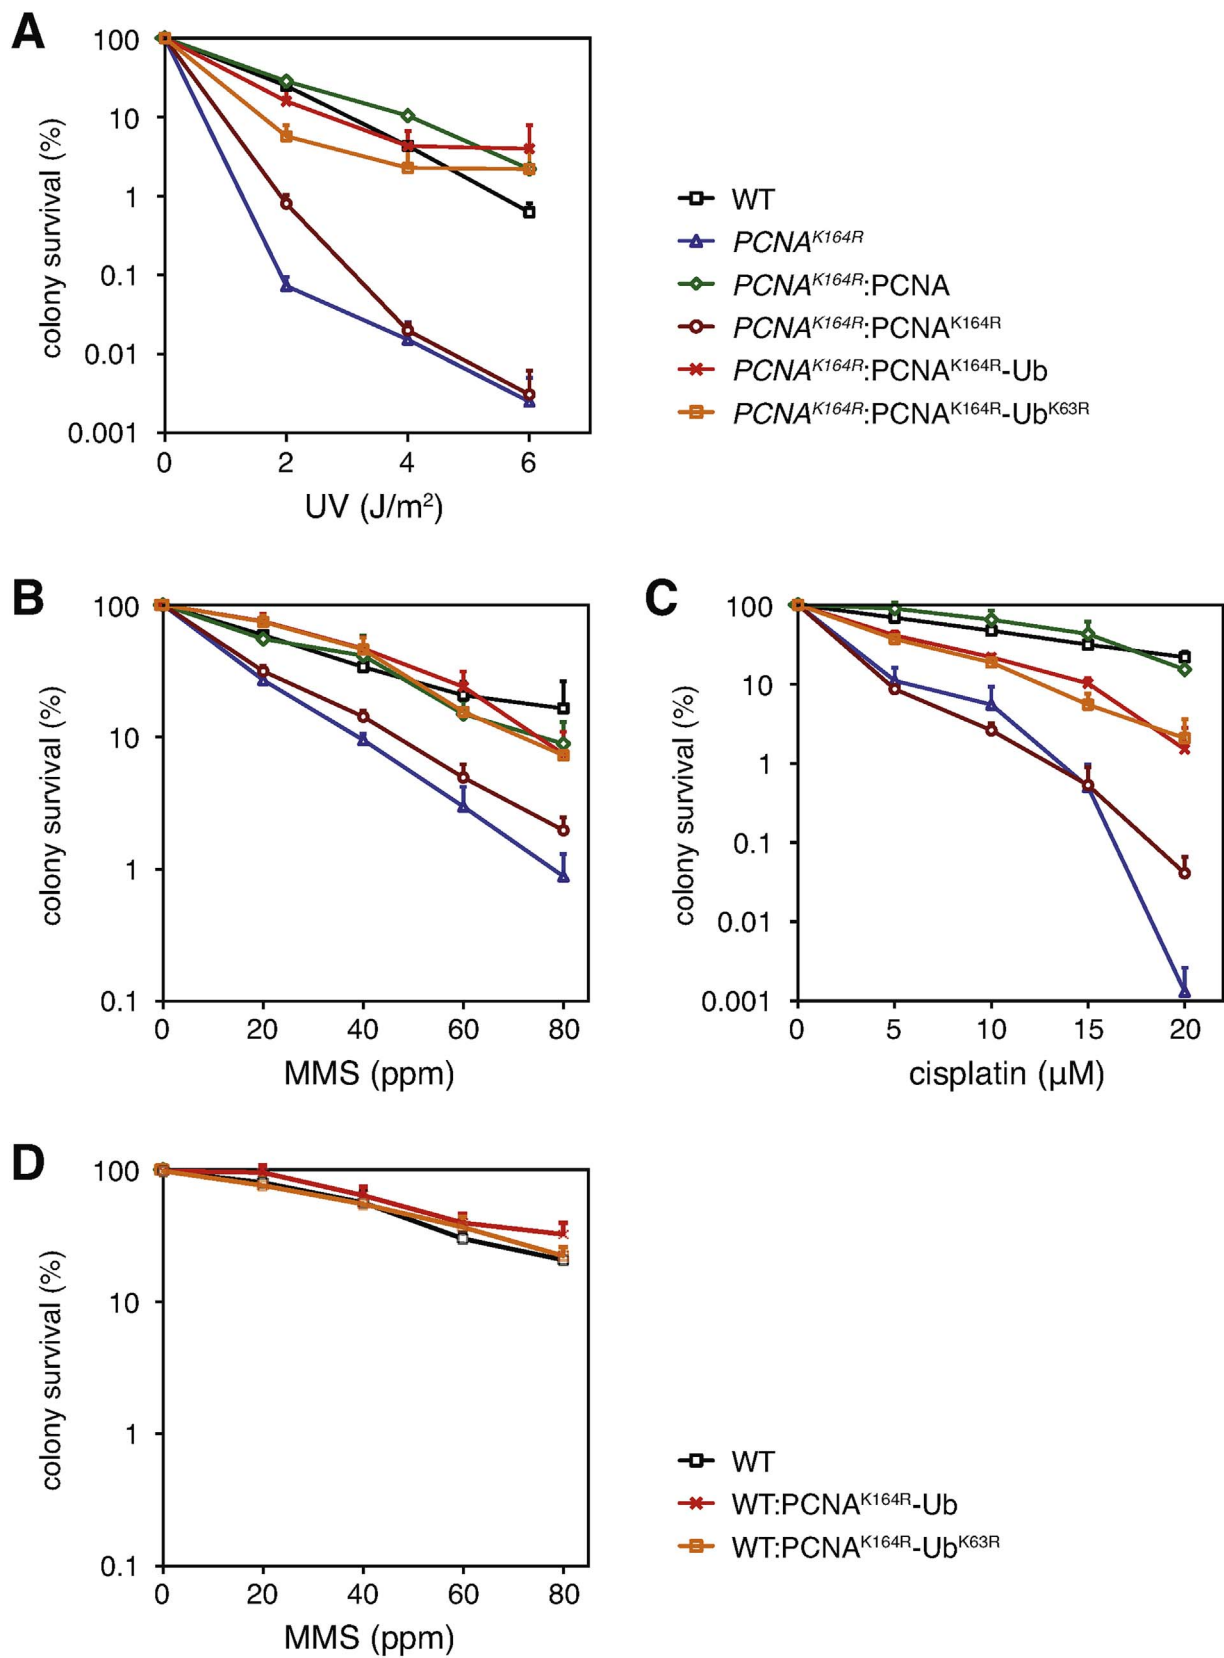 A
colony survival (%)
100
10
1
0.1
0.01
0.001
0 2 4 6
UV (J/m²)
WT
PCNAᴷ¹⁶⁴ᴿ
PCNAᴷ¹⁶⁴ᴿ:PCNA
PCNAᴷ¹⁶⁴ᴿ:PCNAᴷ¹⁶⁴ᴿ
PCNAᴷ¹⁶⁴ᴿ:PCNAᴷ¹⁶⁴ᴿ-Ub
PCNAᴷ¹⁶⁴ᴿ:PCNAᴷ¹⁶⁴ᴿ-Ubᴷ⁶³ᴿ
B
colony survival (%)
100
10
1
0.1
0 20 40 60 80
MMS (ppm)
C
colony survival (%)
100
10
1
0.1
0.01
0.001
0 5 10 15 20
cisplatin (µM)
D
colony survival (%)
100
10
1
0.1
0 20 40 60 80
MMS (ppm)
WT
WT:PCNAᴷ¹⁶⁴ᴿ-Ub
WT:PCNAᴷ¹⁶⁴ᴿ-Ubᴷ⁶³ᴿ